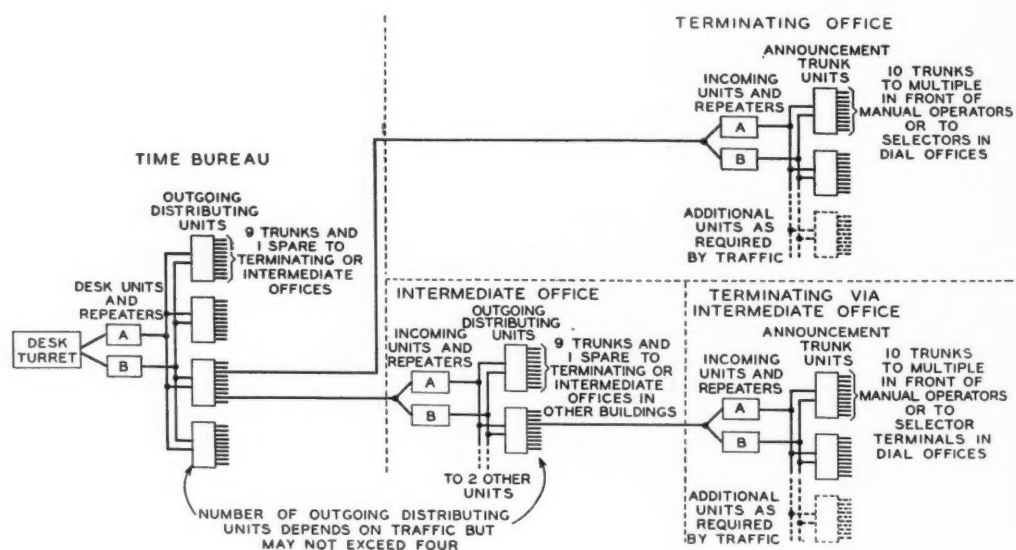 TERMINATING OFFICE
ANNOUNCEMENT
TRUNK
UNITS
INCOMING
UNITS AND
REPEATERS
10 TRUNKS
TO MULTIPLE
IN FRONT OF
MANUAL OPERATORS
OR TO
SELECTORS IN
DIAL OFFICES
A
B
ADDITIONAL
UNITS AS
REQUIRED
BY TRAFFIC
TIME BUREAU
OUTGOING
DISTRIBUTING
UNITS
9 TRUNKS AND
1 SPARE TO
TERMINATING OR
INTERMEDIATE
OFFICES
DESK UNITS
AND
REPEATERS
DESK
TURRET
A
B
INTERMEDIATE OFFICE
OUTGOING
DISTRIBUTING
UNITS
INCOMING
UNITS AND
REPEATERS
A
B
9 TRUNKS AND
1 SPARE TO
TERMINATING OR
INTERMEDIATE
OFFICES IN
OTHER BUILDINGS
TO 2 OTHER
UNITS
NUMBER OF OUTGOING DISTRIBUTING
UNITS DEPENDS ON TRAFFIC BUT
MAY NOT EXCEED FOUR
TERMINATING VIA
INTERMEDIATE OFFICE
ANNOUNCEMENT
TRUNK
UNITS
INCOMING
UNITS AND
REPEATERS
A
B
10 TRUNKS
TO MULTIPLE
IN FRONT OF
MANUAL OPERATORS
OR TO
SELECTOR
TERMINALS IN
DIAL OFFICES
ADDITIONAL
UNITS AS
REQUIRED
BY TRAFFIC